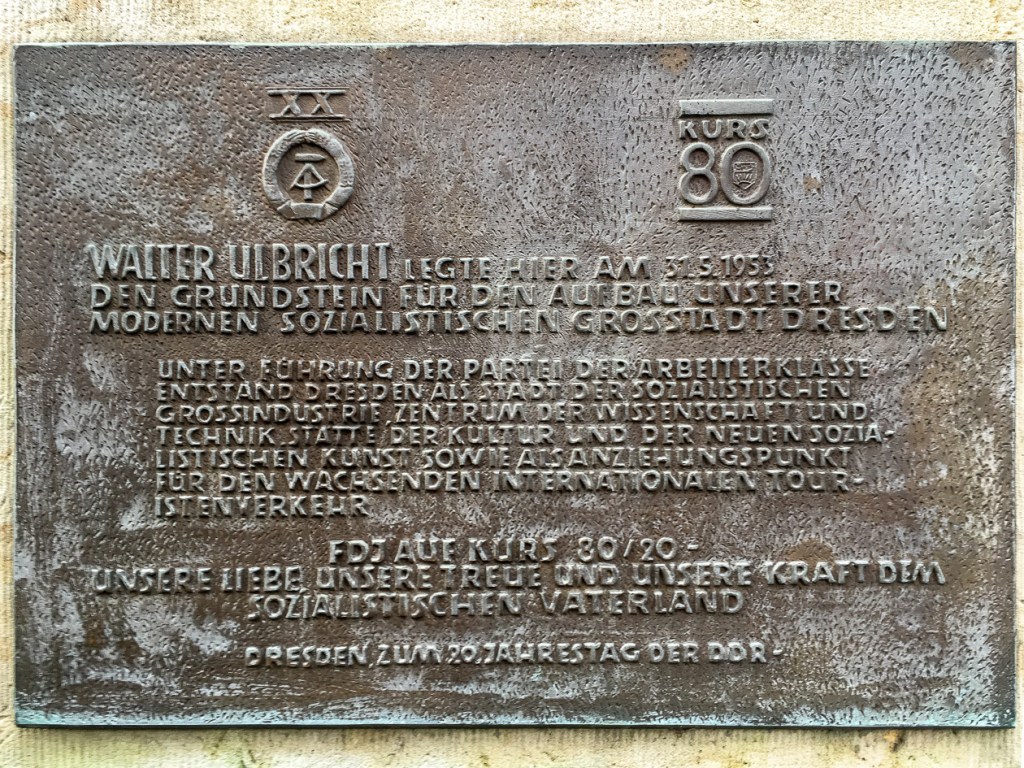 XX
KURS
80
WALTER ULBRICHT LEGTE HIER AM 31.5.1953
DEN GRUNDSTEIN FÜR DEN AUFBAU UNSERER
MODERNEN SOZIALISTISCHEN GROSSTADT DRESDEN
UNTER FÜHRUNG DER PARTEI DER ARBEITERKLASSE
ENTSTAND DRESDEN ALS STADT DER SOZIALISTISCHEN
GROSSINDUSTRIE, ZENTRUM DER WISSENSCHAFT UND
TECHNIK, STÄTTE DER KULTUR UND DER NEUEN SOZIA-
LISTISCHEN KUNST SOWIE ALS ANZIEHUNGSPUNKT
FÜR DEN WACHSENDEN INTERNATIONALEN TOUR-
ISTENVERKEHR
FDJ AUF KURS 80/20 -
UNSERE LIEBE, UNSERE TREUE UND UNSERE KRAFT DEM
SOZIALISTISCHEN VATERLAND
DRESDEN, ZUM 20. JAHRESTAG DER DDR -